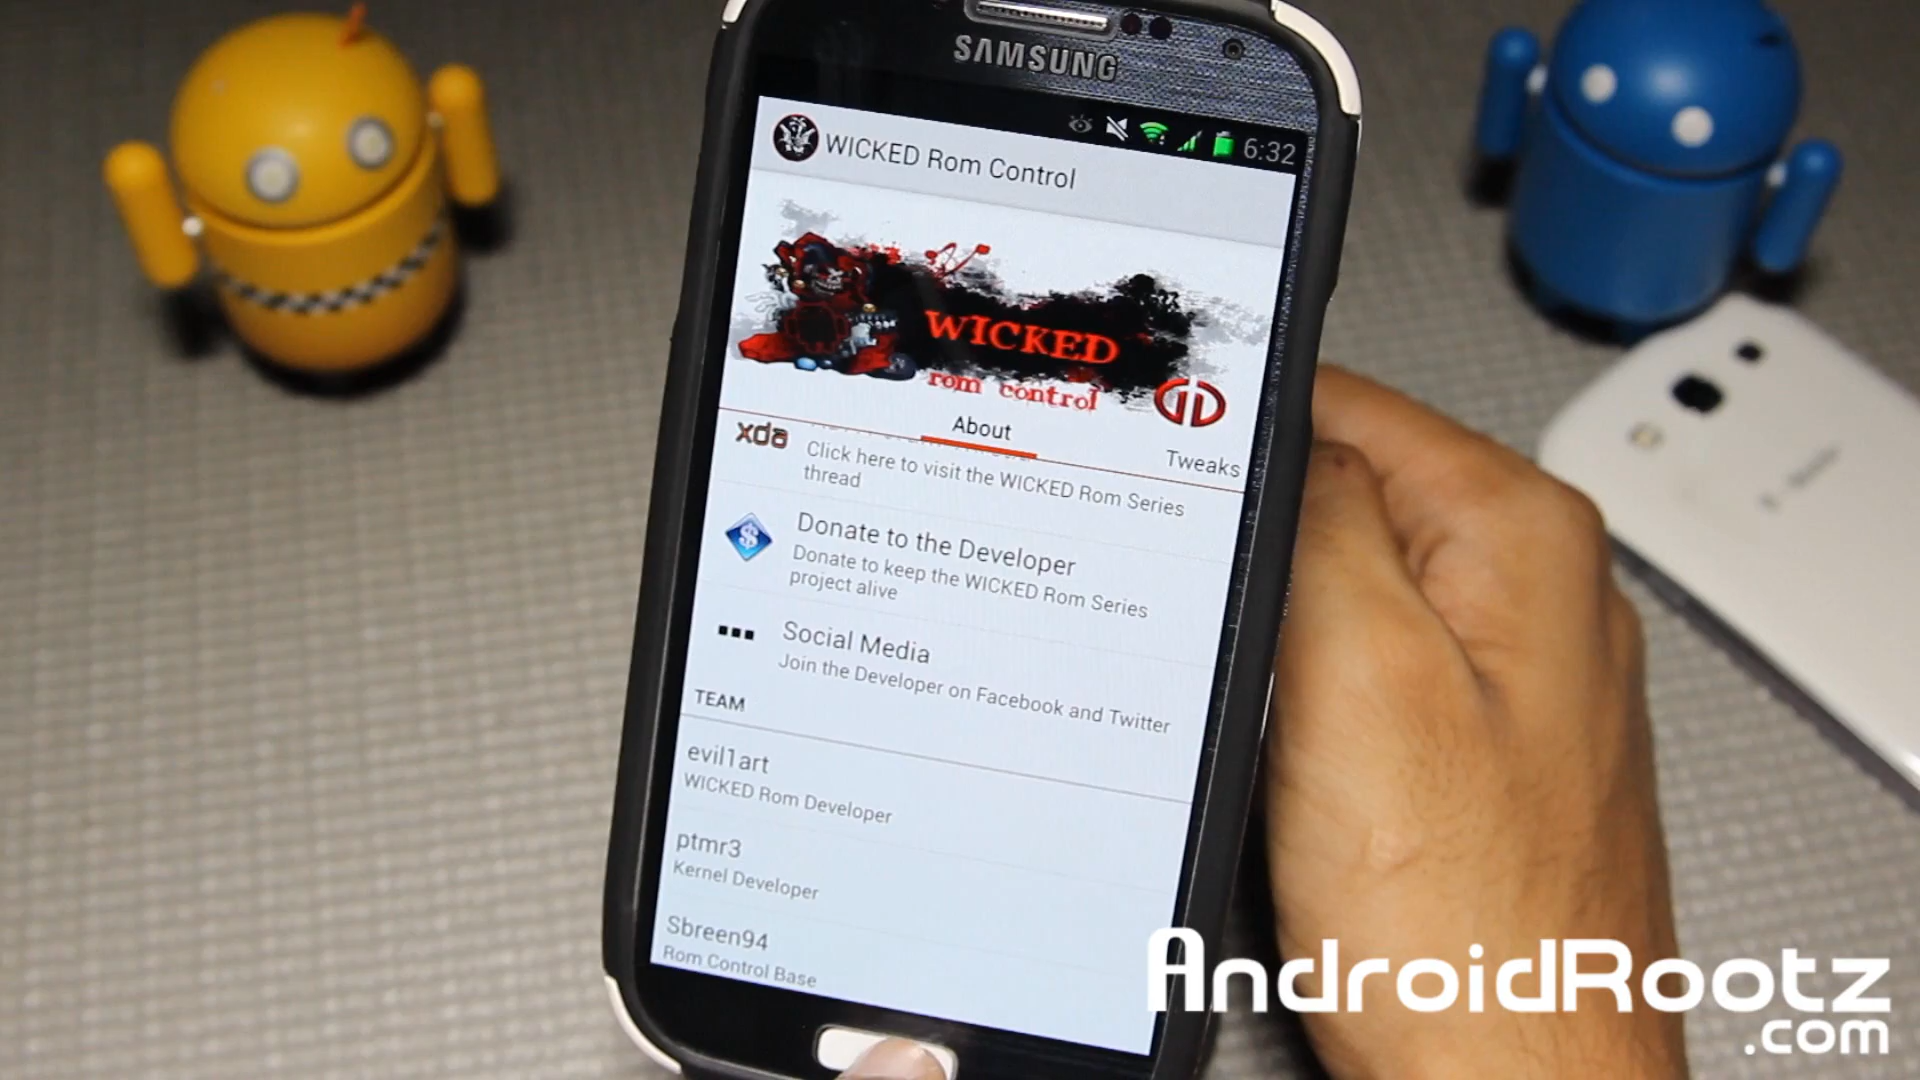 SAMSUNG
6:32
WICKED Rom Control
WICKED
rom control
About
Tweaks
xda
Click here to visit the WICKED Rom Series
thread
Donate to the Developer
Donate to keep the WICKED Rom Series
project alive
Social Media
Join the Developer on Facebook and Twitter
TEAM
evil1art
WICKED Rom Developer
ptmr3
Kernel Developer
Sbreen94
Rom Control Base
AndroidRootz
.com